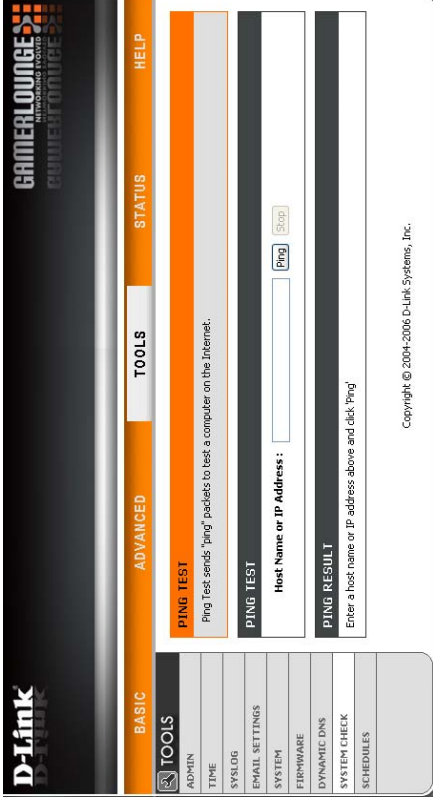 D-Link
GAMERLOUNGE
NETWORKING EVOLVED
BASIC
ADVANCED
TOOLS
STATUS
HELP
TOOLS
ADMIN
TIME
SYSLOG
EMAIL SETTINGS
SYSTEM
FIRMWARE
DYNAMIC DNS
SYSTEM CHECK
SCHEDULES
PING TEST
Ping Test sends "ping" packets to test a computer on the Internet.
PING TEST
Host Name or IP Address : Ping Stop
PING RESULT
Enter a host name or IP address above and click 'Ping'
Copyright © 2004-2006 D-Link Systems, Inc.